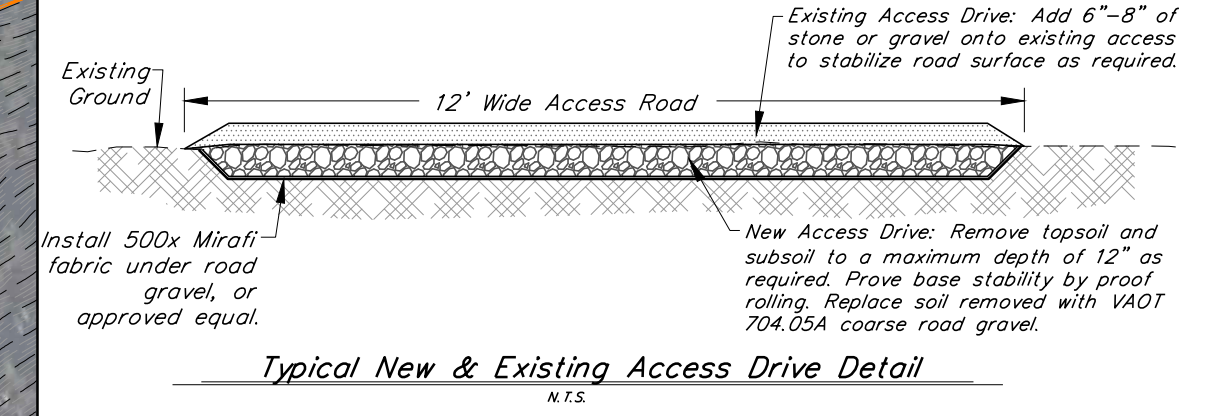 Existing Access Drive: Add 6"-8" of
stone or gravel onto existing access
to stabilize road surface as required.
Existing
Ground
12' Wide Access Road
Install 500x Mirafi
fabric under road
gravel, or
approved equal.
New Access Drive: Remove topsoil and
subsoil to a maximum depth of 12" as
required. Prove base stability by proof
rolling. Replace soil removed with VAOT
704.05A coarse road gravel.
Typical New & Existing Access Drive Detail
N.T.S.